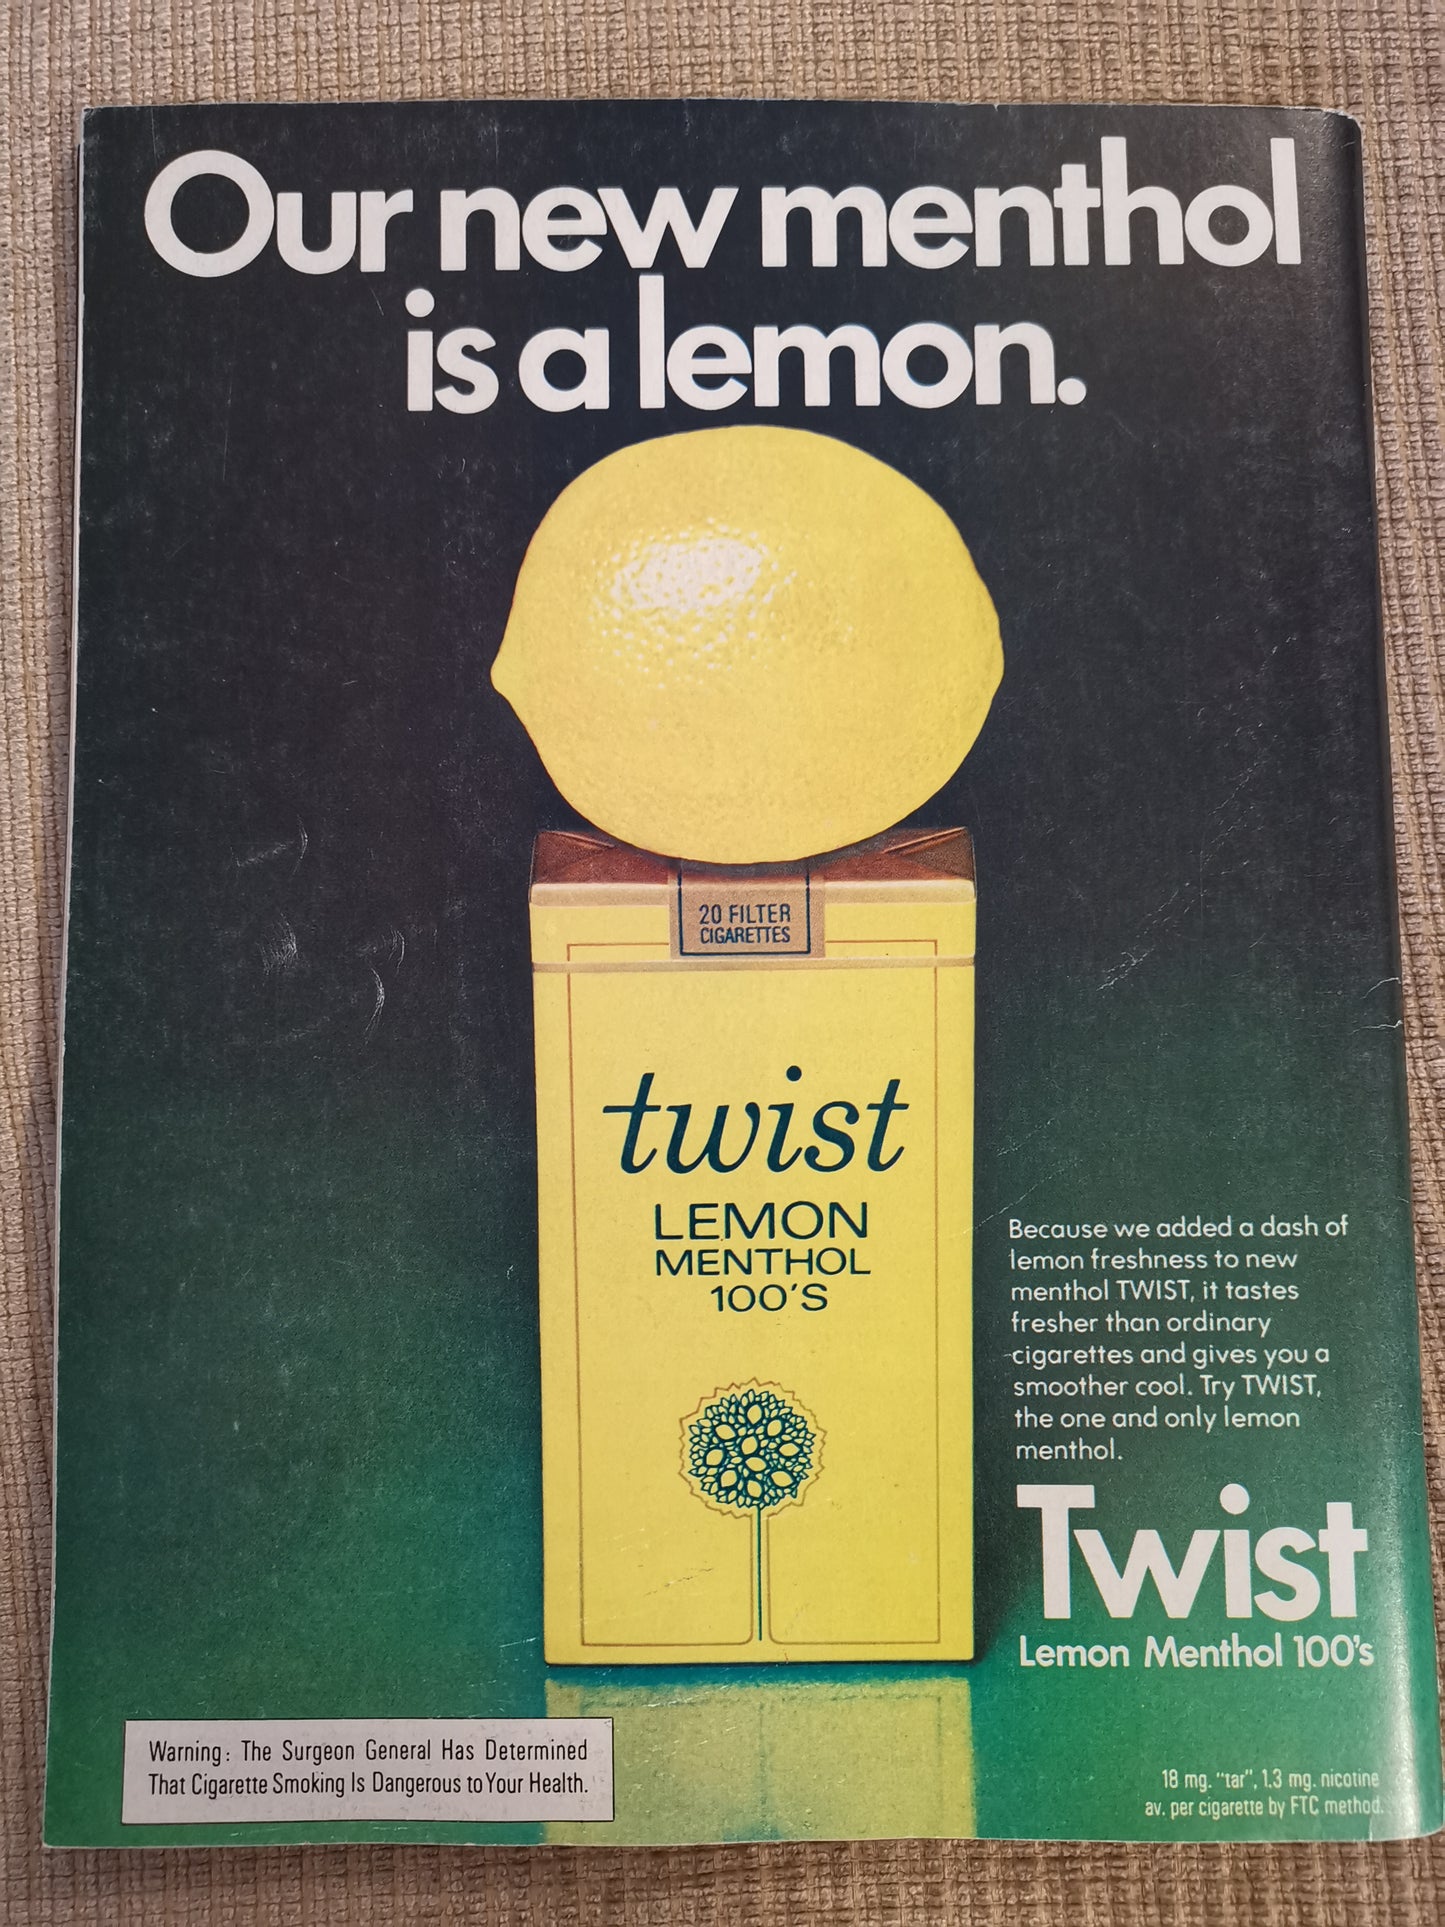 Our new menthol
is a lemon.
20 FILTER
CIGARETTES
twist
LEMON
MENTHOL
100'S
Because we added a dash of
lemon freshness to new
menthol TWIST, it tastes
fresher than ordinary
cigarettes and gives you a
smoother cool. Try TWIST,
the one and only lemon
menthol.
Twist
Lemon Menthol 100's
Warning: The Surgeon General Has Determined
That Cigarette Smoking Is Dangerous to Your Health.
18 mg. "tar", 1.3 mg. nicotine
av. per cigarette by FTC method.